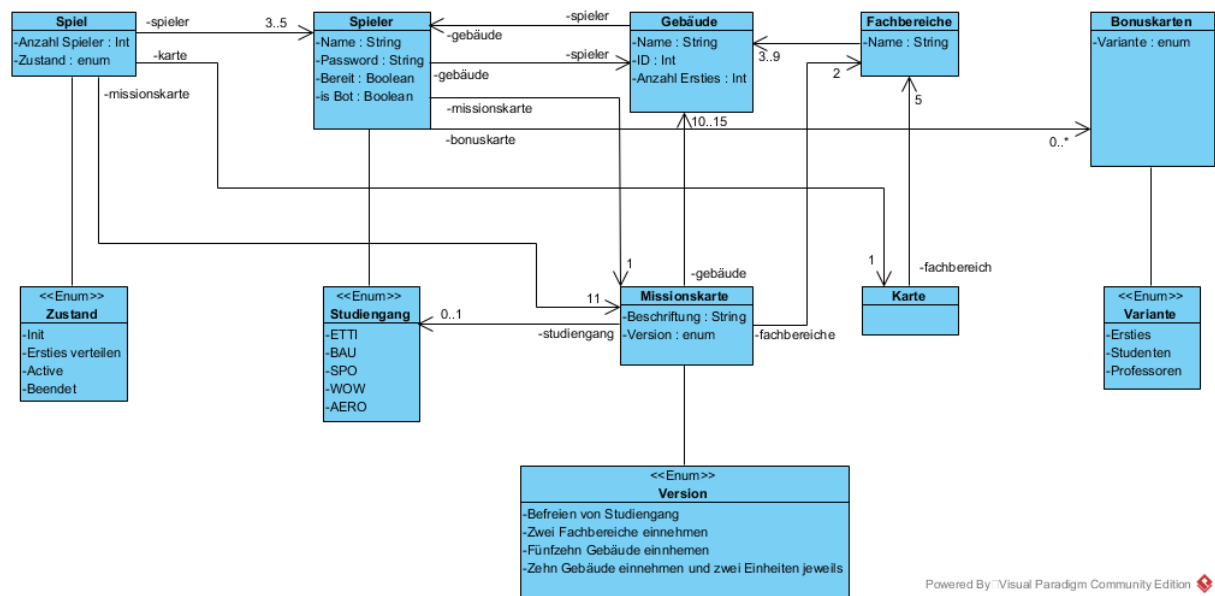 Spiel
-Anzahl Spieler : Int
-Zustand : enum
-spieler
3..5
-karte
-missionskarte
Spieler
-Name : String
-Password : String
-Bereit : Boolean
-is Bot : Boolean
-spieler
-gebäude
-spieler
-gebäude
-missionskarte
-bonuskarte
Gebäude
-Name : String
-ID : Int
-Anzahl Ersties : Int
3..9
10..15
Fachbereiche
-Name : String
2
5
0..*
Bonuskarten
-Variante : enum
<<Enum>>
Zustand
-Init
-Ersties verteilen
-Active
-Beendet
<<Enum>>
Studiengang
-ETTI
-BAU
-SPO
-WOW
-AERO
0..1
11
1
-studiengang
-gebäude
Missionskarte
-Beschriftung : String
-Version : enum
-fachbereiche
1
-fachbereich
Karte
<<Enum>>
Variante
-Ersties
-Studenten
-Professoren
<<Enum>>
Version
-Befreien von Studiengang
-Zwei Fachbereiche einnehmen
-Fünfzehn Gebäude einnhemen
-Zehn Gebäude einnehmen und zwei Einheiten jeweils
Powered By Visual Paradigm Community Edition